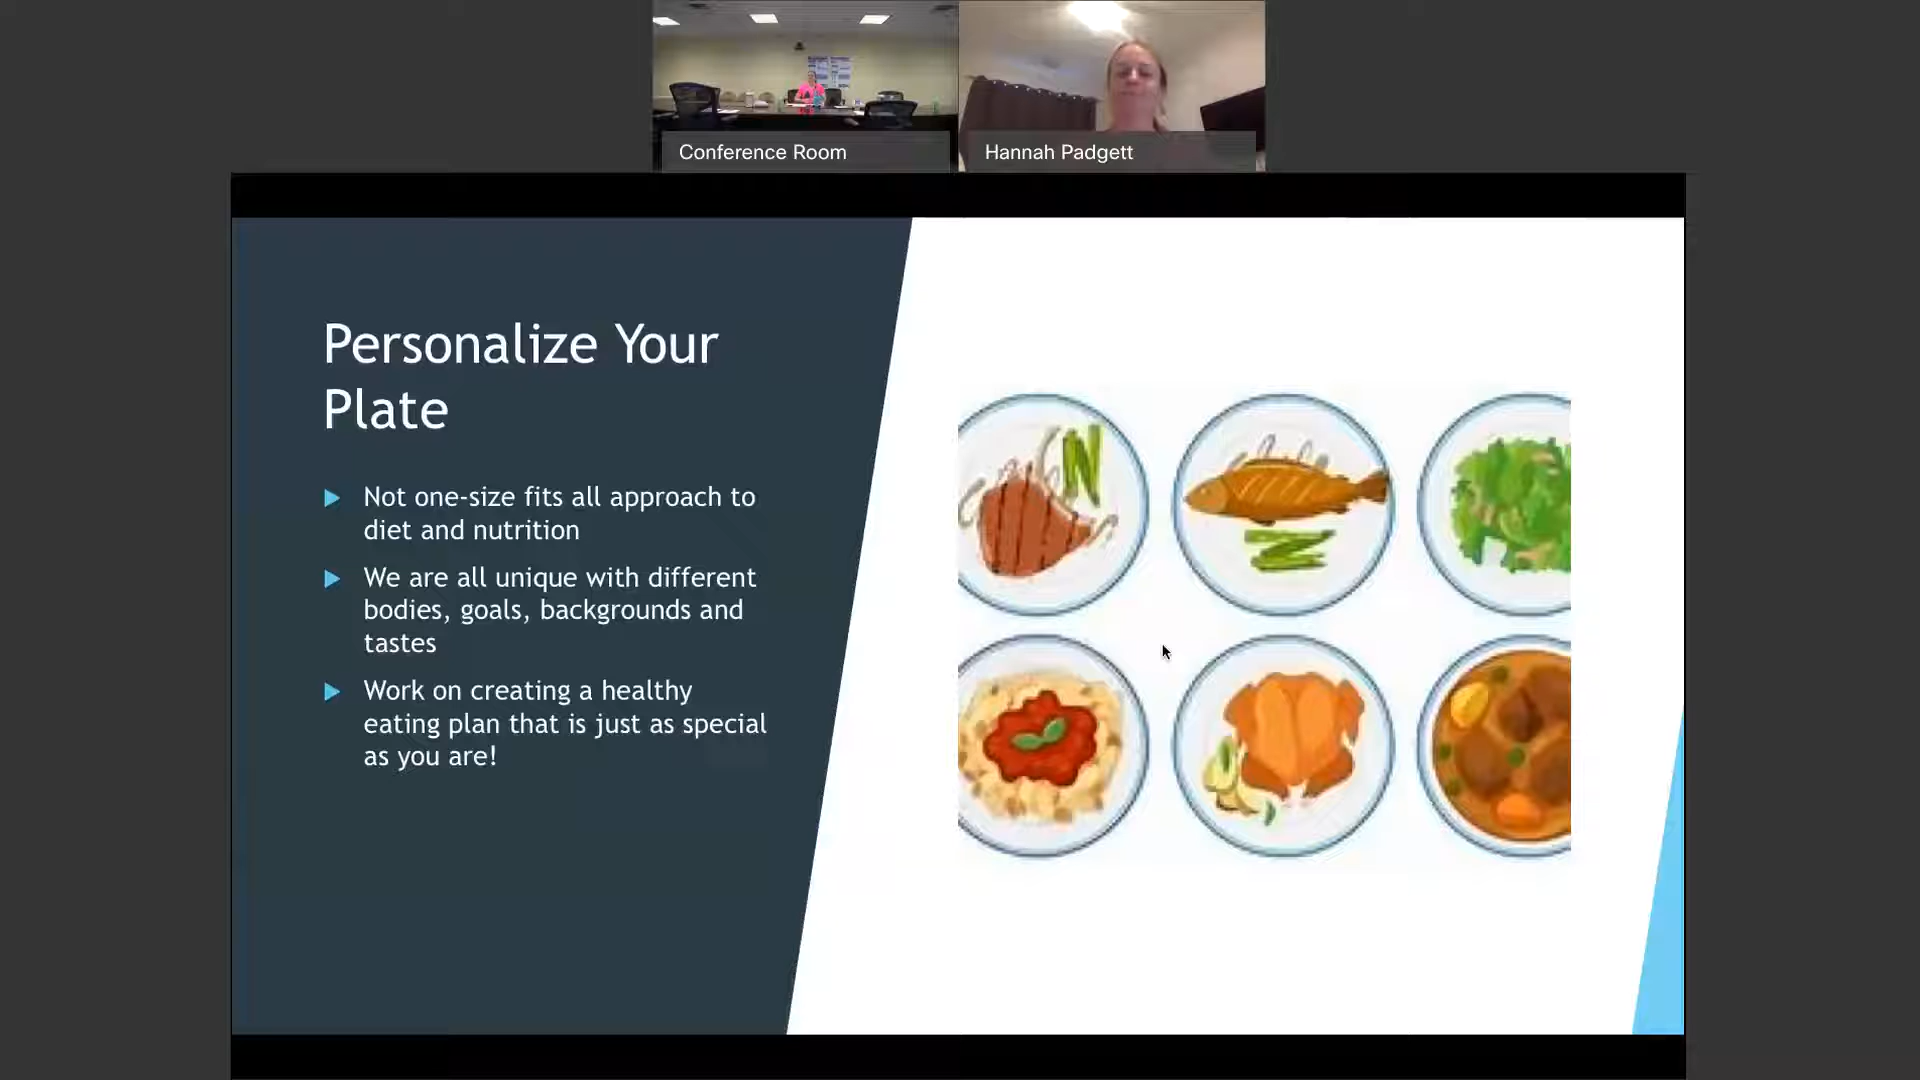 Conference Room
Hannah Padgett
Personalize Your
Plate
Not one-size fits all approach to
diet and nutrition
We are all unique with different
bodies, goals, backgrounds and
tastes
Work on creating a healthy
eating plan that is just as special
as you are!